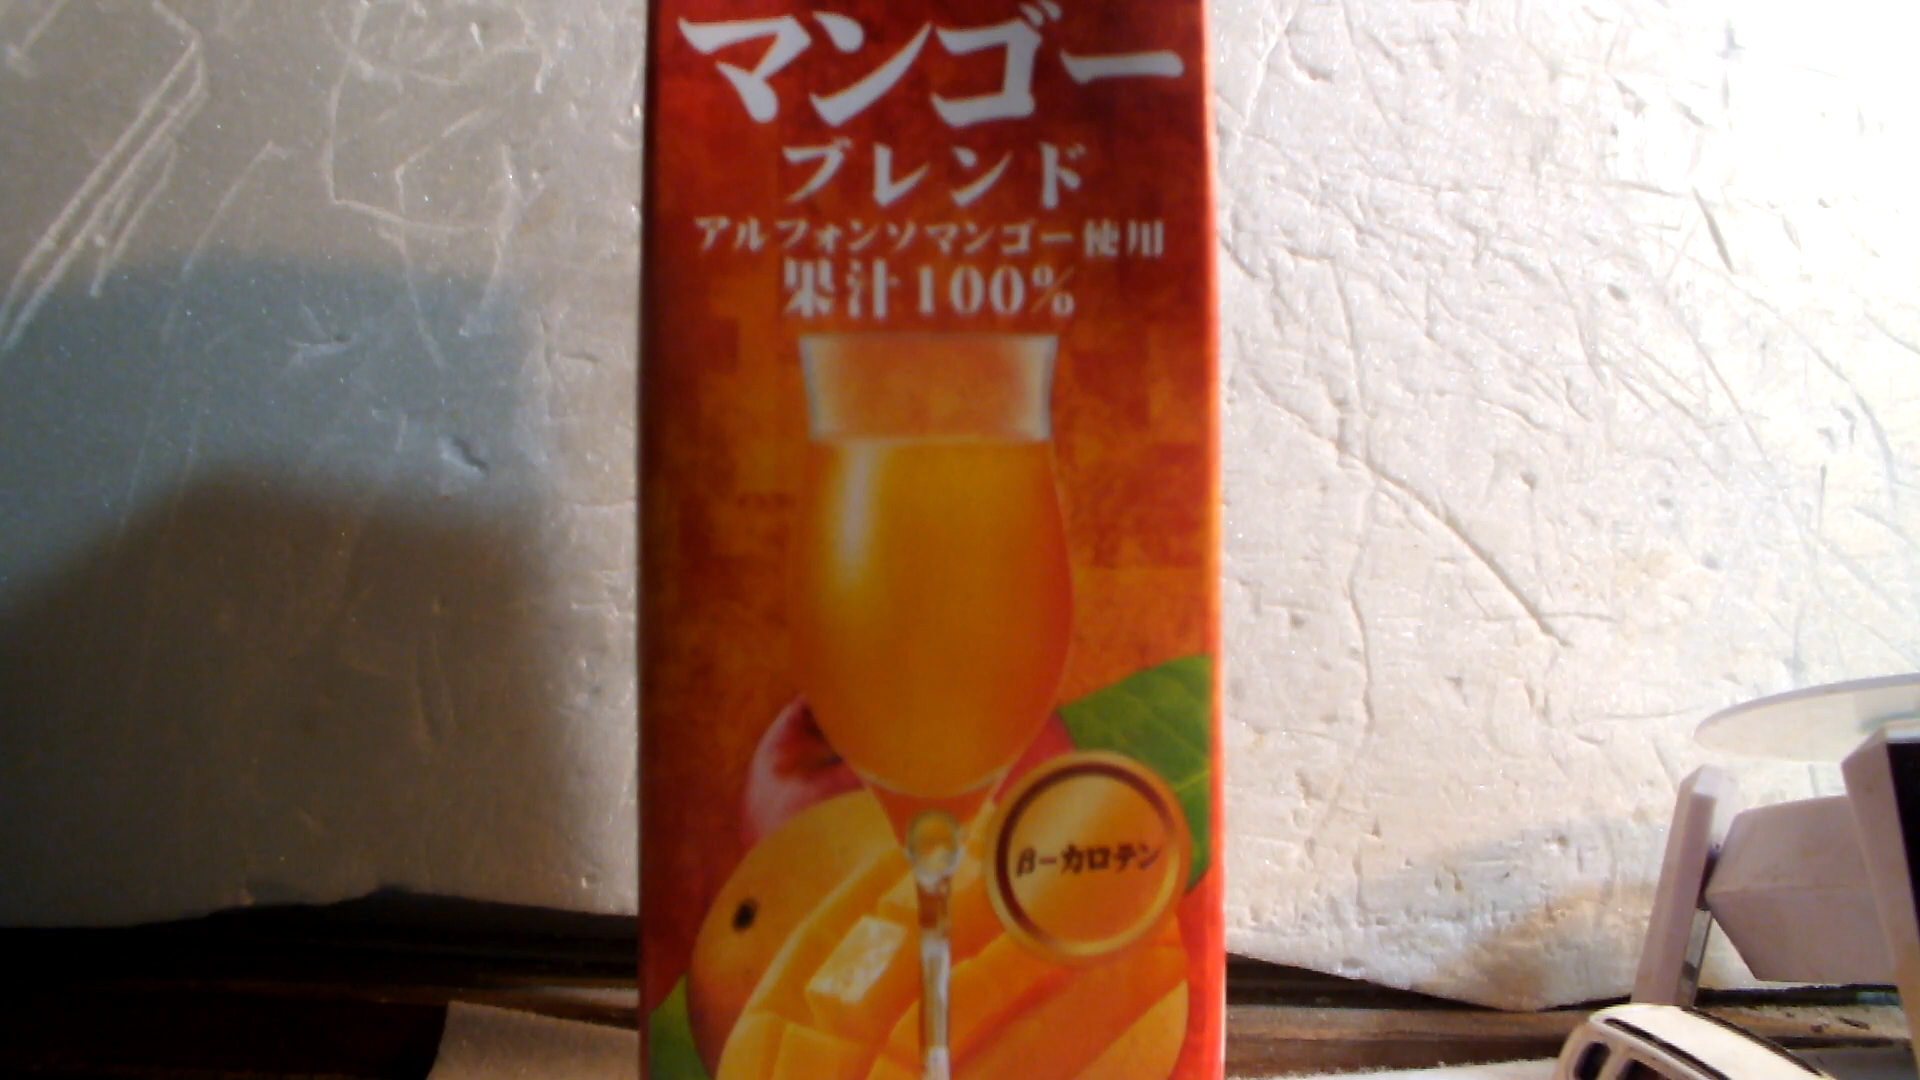 マンゴー
ブレンド
アルフォンソマンゴー使用
果汁100%
β-カロテン